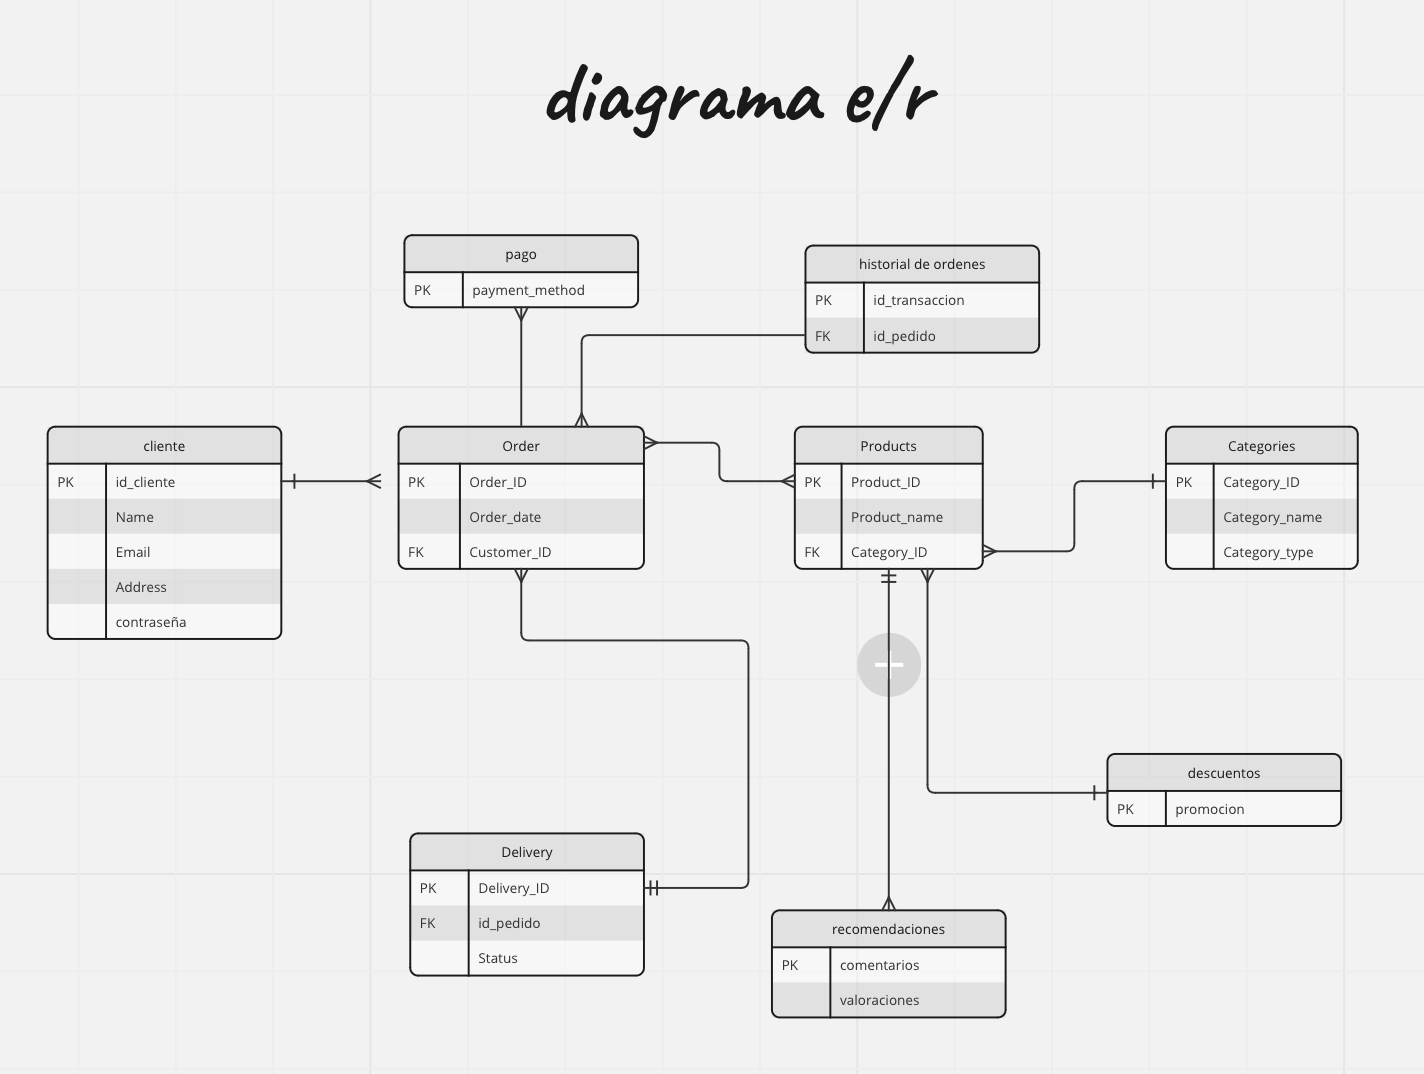 diagrama e/r
pago
PK payment_method
historial de ordenes
PK id_transaccion
FK id_pedido
cliente
PK id_cliente
Name
Email
Address
contraseña
Order
PK Order_ID
Order_date
FK Customer_ID
Products
PK Product_ID
Product_name
FK Category_ID
Categories
PK Category_ID
Category_name
Category_type
descuentos
PK promocion
Delivery
PK Delivery_ID
FK id_pedido
Status
recomendaciones
PK comentarios
valoraciones